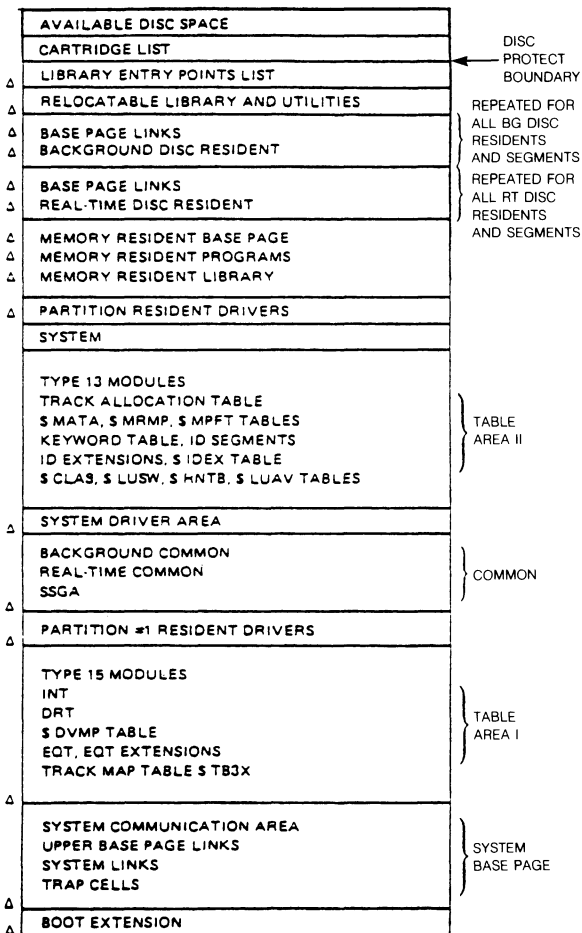 AVAILABLE DISC SPACE
CARTRIDGE LIST
DISC
PROTECT
BOUNDARY
LIBRARY ENTRY POINTS LIST
RELOCATABLE LIBRARY AND UTILITIES
BASE PAGE LINKS
BACKGROUND DISC RESIDENT
REPEATED FOR
ALL BG DISC
RESIDENTS
AND SEGMENTS
BASE PAGE LINKS
REAL-TIME DISC RESIDENT
REPEATED FOR
ALL RT DISC
RESIDENTS
AND SEGMENTS
MEMORY RESIDENT BASE PAGE
MEMORY RESIDENT PROGRAMS
MEMORY RESIDENT LIBRARY
PARTITION RESIDENT DRIVERS
SYSTEM
TYPE 13 MODULES
TRACK ALLOCATION TABLE
$ MATA, $ MRMP, $ MPFT TABLES
KEYWORD TABLE, ID SEGMENTS
ID EXTENSIONS, $ IDEX TABLE
$ CLAS, $ LUSW, $ RNTB, $ LUAV TABLES
TABLE
AREA II
SYSTEM DRIVER AREA
BACKGROUND COMMON
REAL-TIME COMMON
SSGA
COMMON
PARTITION #1 RESIDENT DRIVERS
TYPE 15 MODULES
INT
DRT
$ DVMP TABLE
EQT, EQT EXTENSIONS
TRACK MAP TABLE $ TB3X
TABLE
AREA I
SYSTEM COMMUNICATION AREA
UPPER BASE PAGE LINKS
SYSTEM LINKS
TRAP CELLS
SYSTEM
BASE PAGE
BOOT EXTENSION